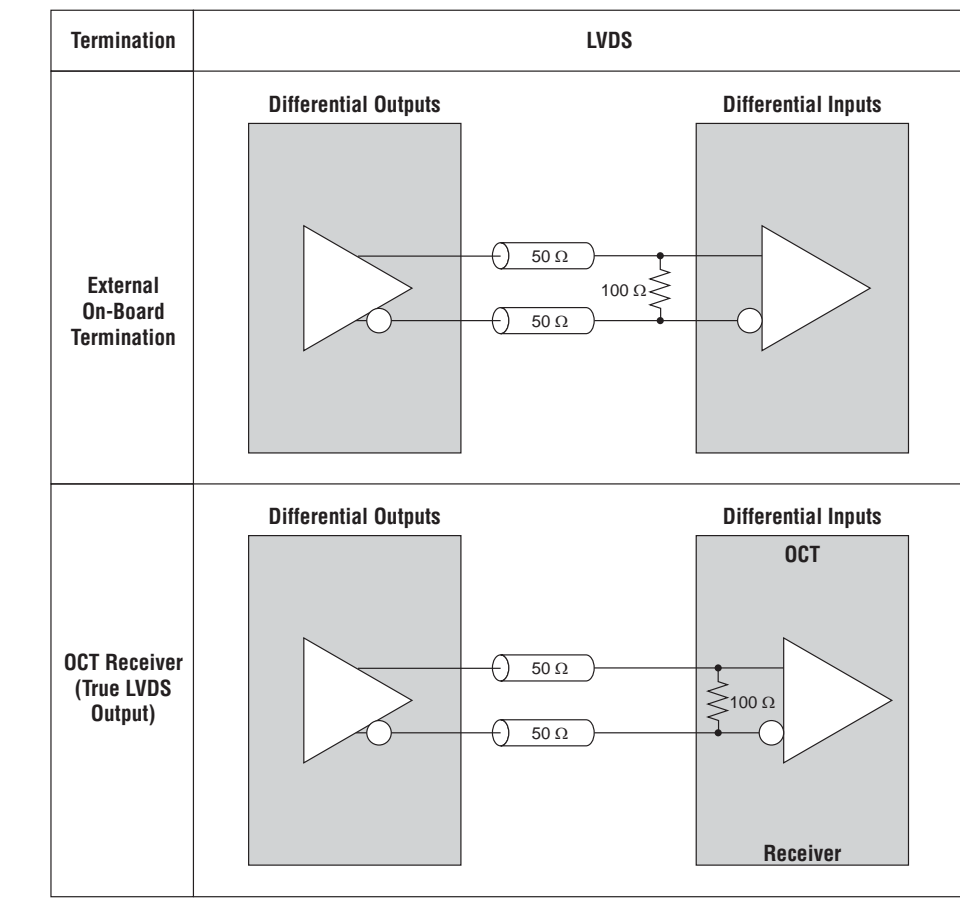 Termination
LVDS
Differential Outputs
Differential Inputs
External
On-Board
Termination
50 Ω
100 Ω
50 Ω
Differential Outputs
Differential Inputs
OCT
OCT Receiver
(True LVDS
Output)
50 Ω
100 Ω
50 Ω
Receiver